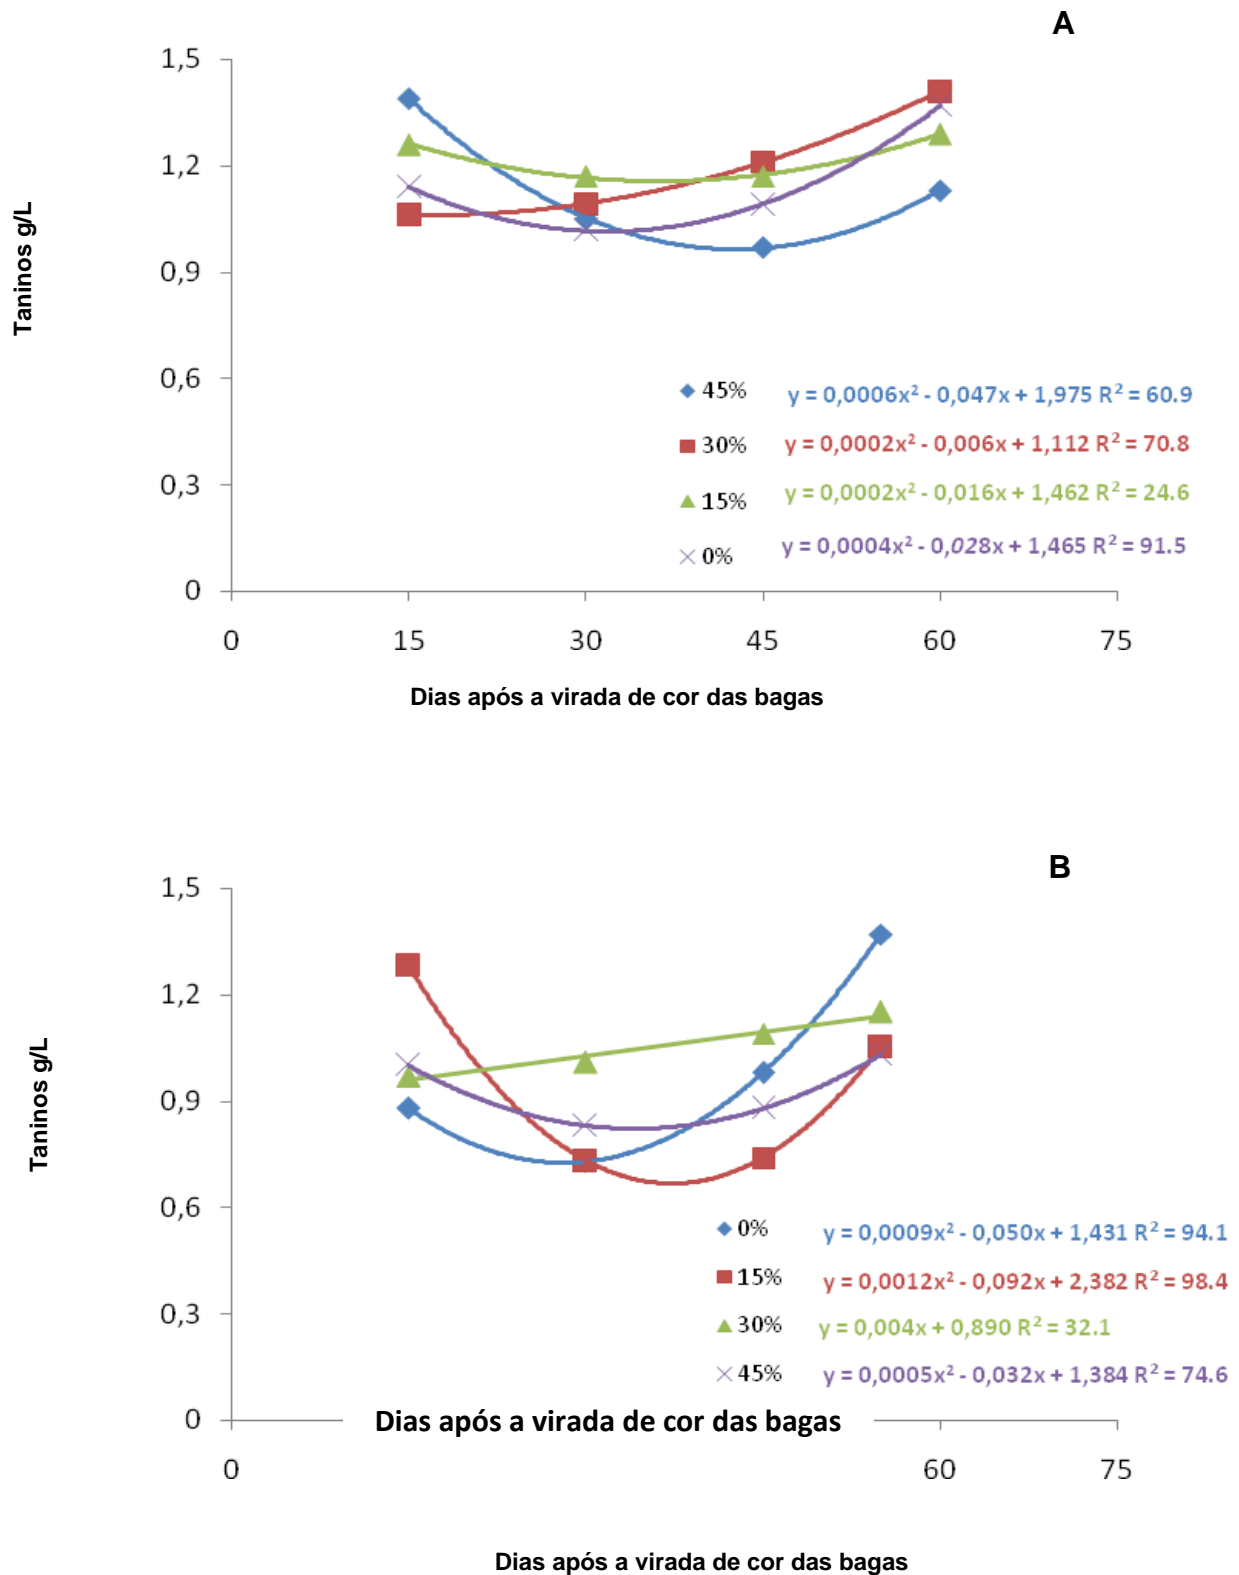 A
1,5
1,2
0,9
0,6
0,3
0
Taninos g/L
45% y = 0,0006x² - 0,047x + 1,975 R² = 60.9
30% y = 0,0002x² - 0,006x + 1,112 R² = 70.8
15% y = 0,0002x² - 0,016x + 1,462 R² = 24.6
0% y = 0,0004x² - 0,028x + 1,465 R² = 91.5
0 15 30 45 60 75
Dias após a virada de cor das bagas
B
1,5
1,2
0,9
0,6
0,3
0
Taninos g/L
0% y = 0,0009x² - 0,050x + 1,431 R² = 94.1
15% y = 0,0012x² - 0,092x + 2,382 R² = 98.4
30% y = 0,004x + 0,890 R² = 32.1
45% y = 0,0005x² - 0,032x + 1,384 R² = 74.6
Dias após a virada de cor das bagas
0 60 75
Dias após a virada de cor das bagas